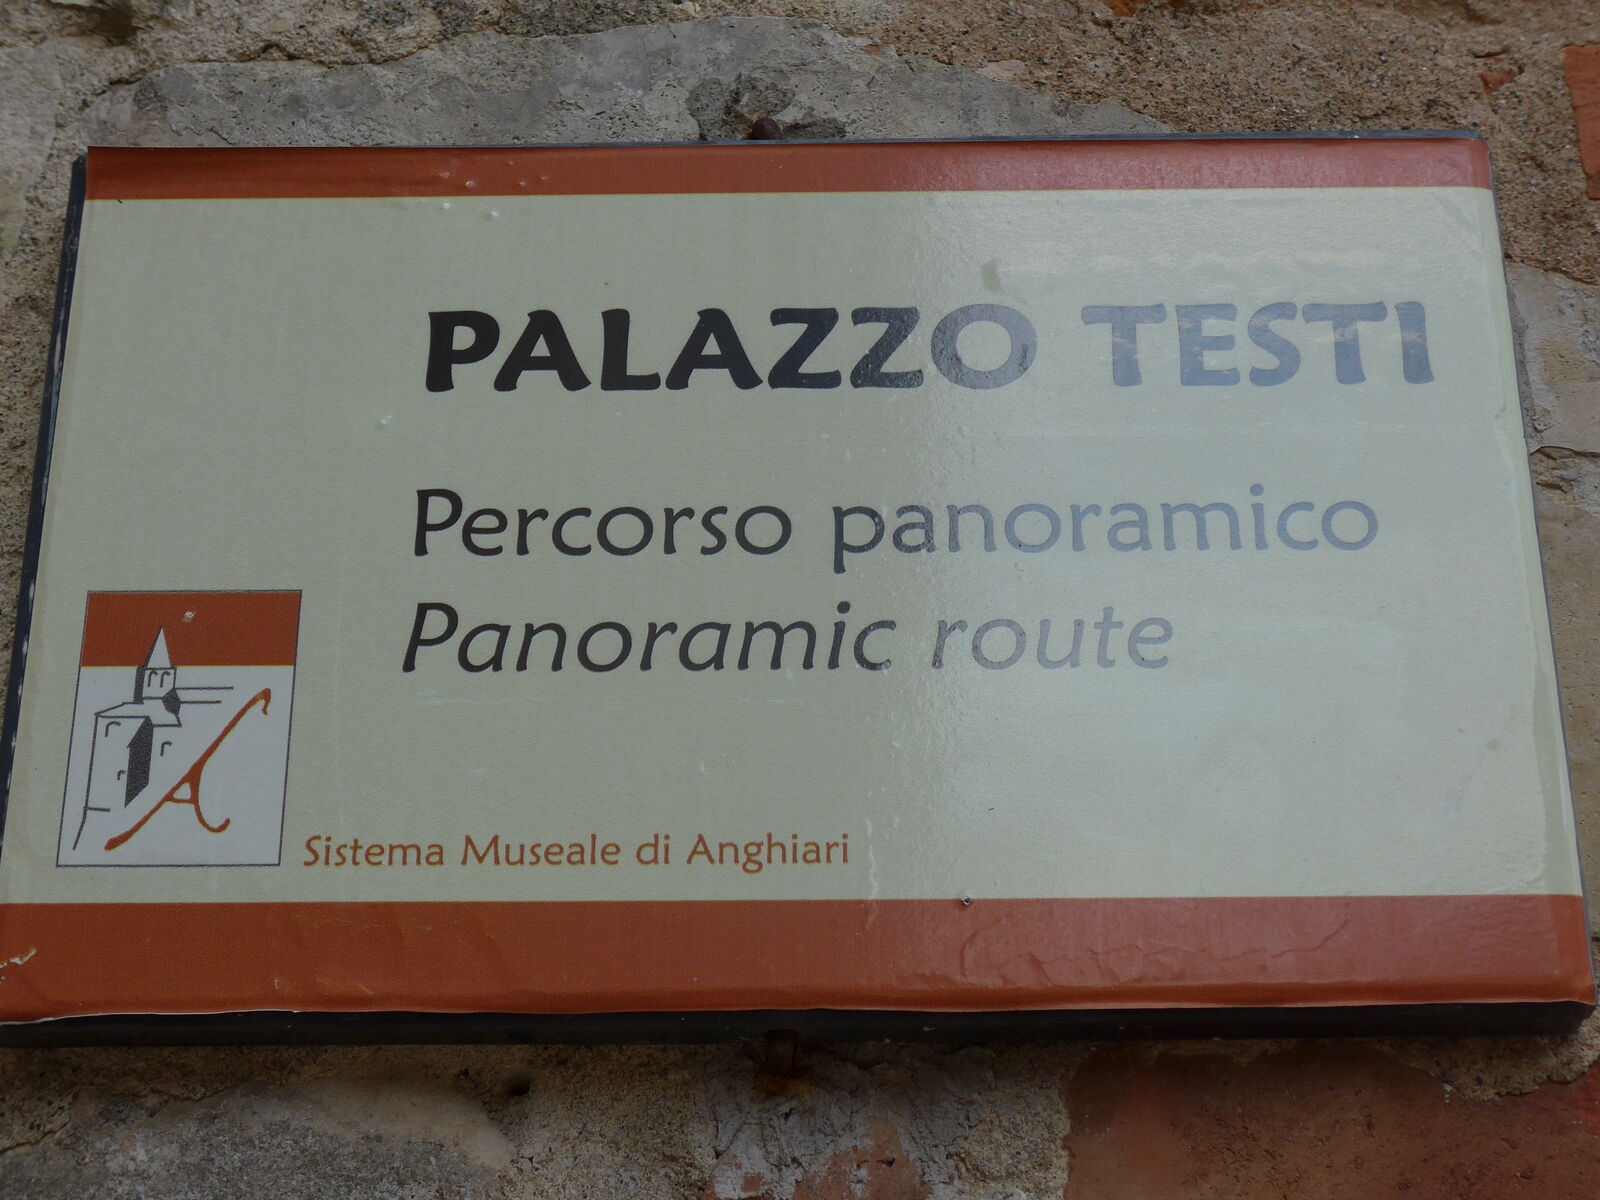 PALAZZO TESTI
Percorso panoramico
Panoramic route
Sistema Museale di Anghiari